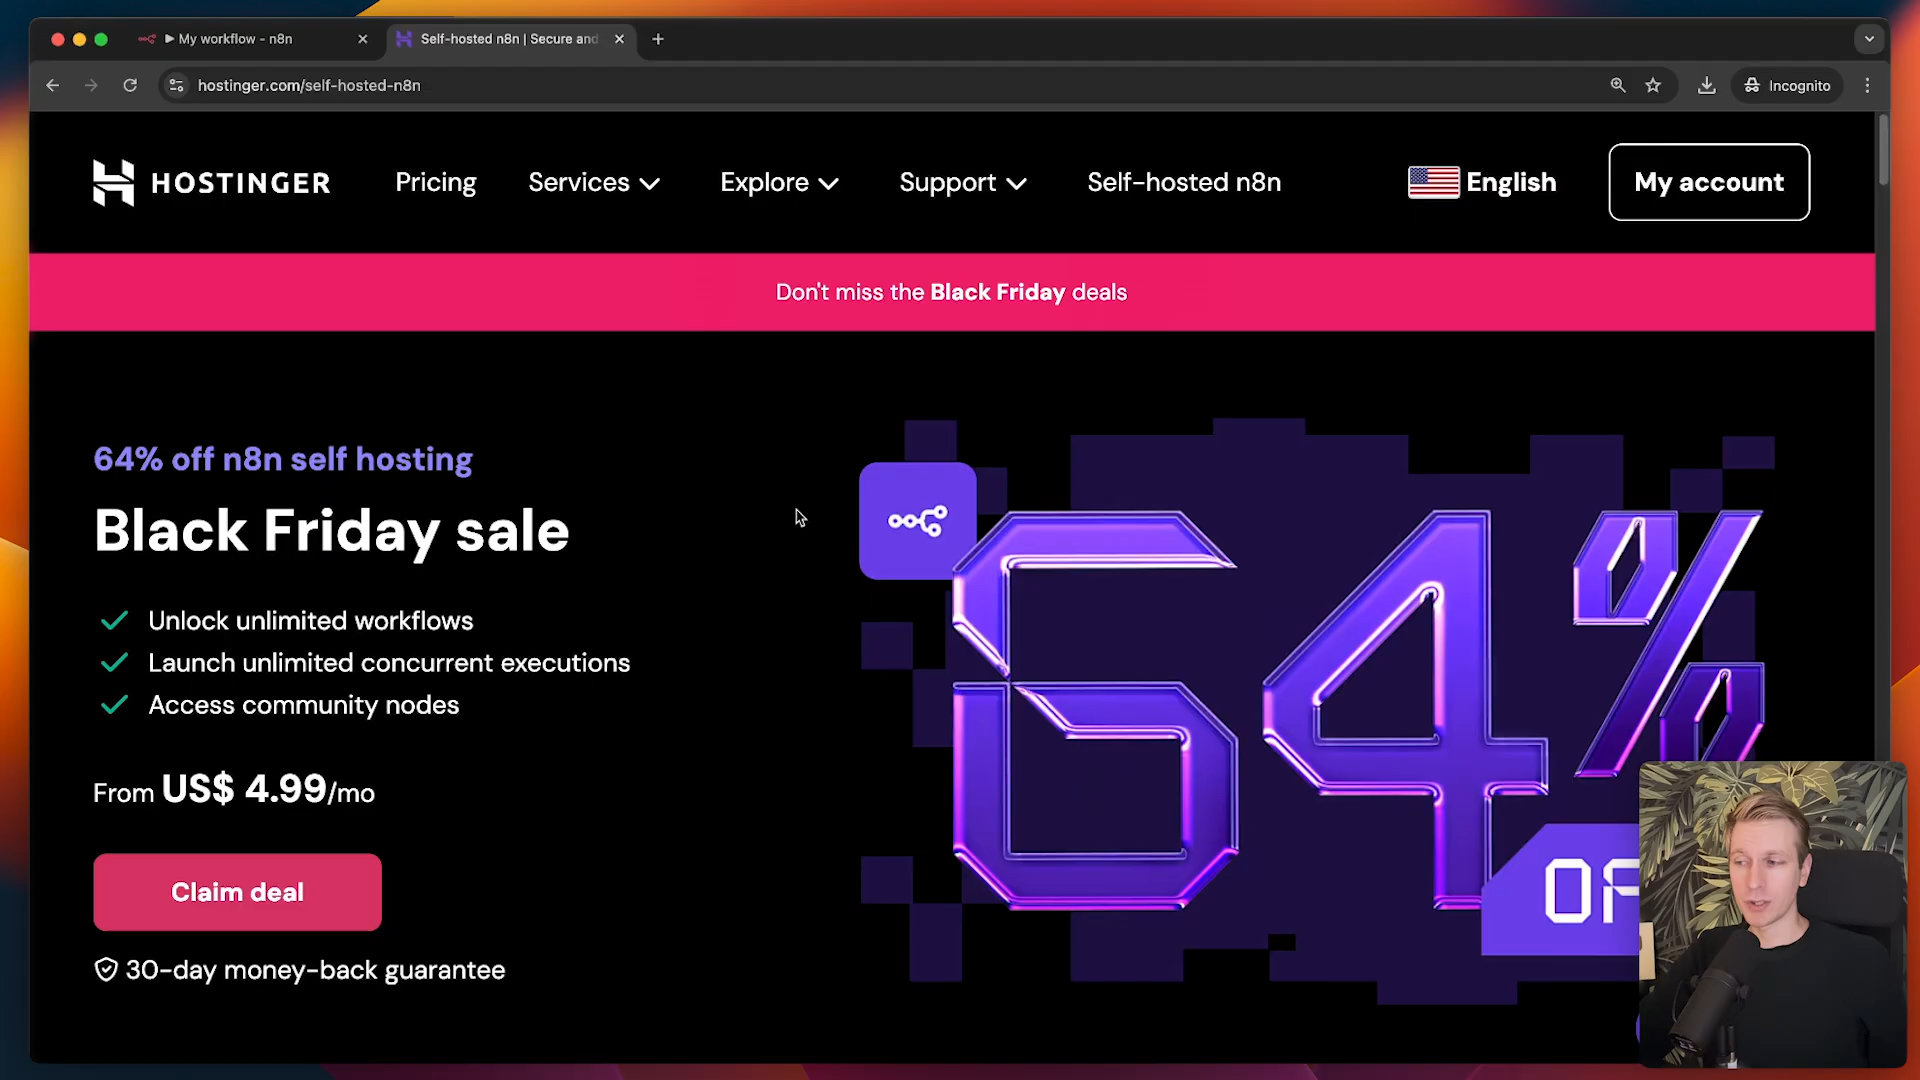 ▶ My workflow - n8n
Self-hosted n8n | Secure and
hostinger.com/self-hosted-n8n
Incognito
HOSTINGER
Pricing
Services
Explore
Support
Self-hosted n8n
English
My account
Don't miss the Black Friday deals
64% off n8n self hosting
Black Friday sale
Unlock unlimited workflows
Launch unlimited concurrent executions
Access community nodes
From US$ 4.99/mo
Claim deal
30-day money-back guarantee
64%